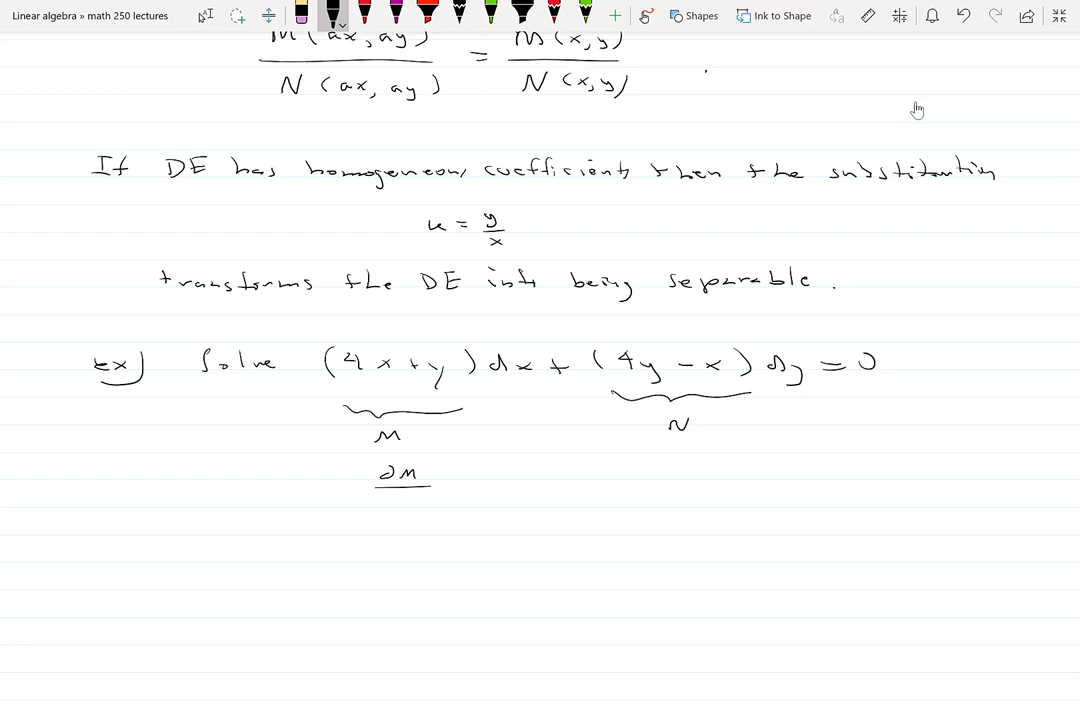 Linear algebra » math 250 lectures Shapes Ink to Shape
M(ax, ay) / N(ax, ay) = M(x, y) / N(x, y) .
If DE has homogeneous coefficients then the substitution
u = y/x
transforms the DE into being separable.
Ex) Solve (4x + y)dx + (4y - x)dy = 0
M N
∂M